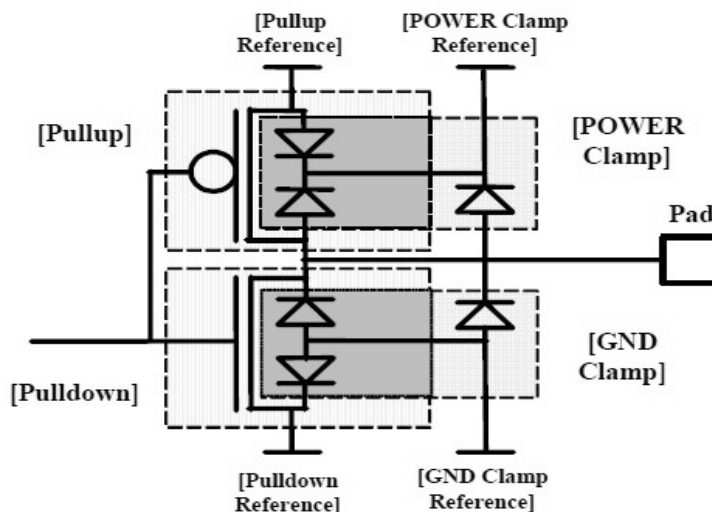 [Pullup
Reference]
[POWER Clamp
Reference]
[Pullup]
[POWER
Clamp]
Pad
[GND
Clamp]
[Pulldown]
[Pulldown
Reference]
[GND Clamp
Reference]